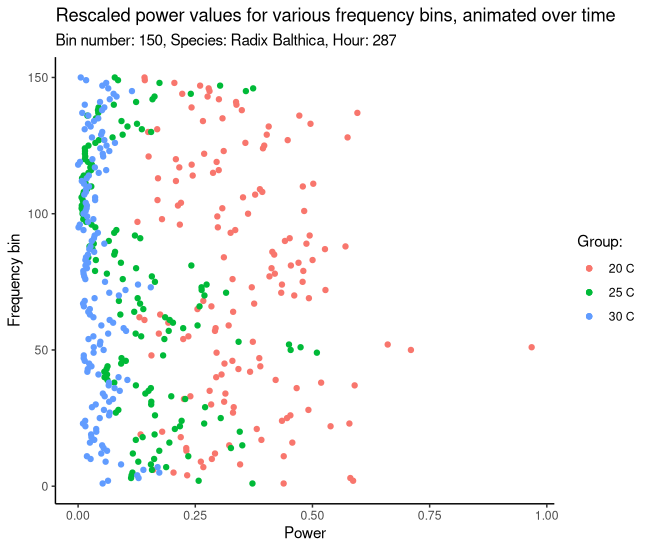 Rescaled power values for various frequency bins, animated over time
Bin number: 150, Species: Radix Balthica, Hour: 287
150
100
50
0
Frequency bin
0.00 0.25 0.50 0.75 1.00
Power
Group:
20 C
25 C
30 C